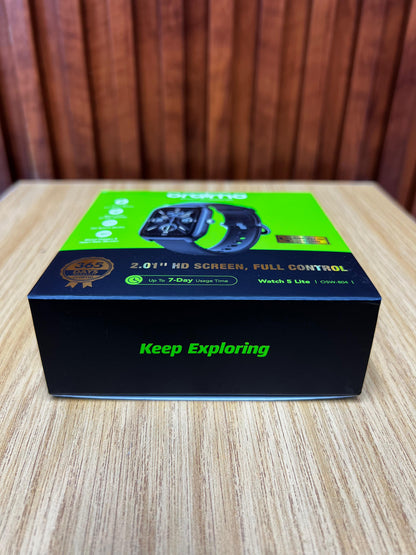 oraimo
365
DAYS
2.01" HD SCREEN, FULL CONTROL
Up To 7-Day Usage Time
Watch 5 Lite | OSW-804 |
Keep Exploring